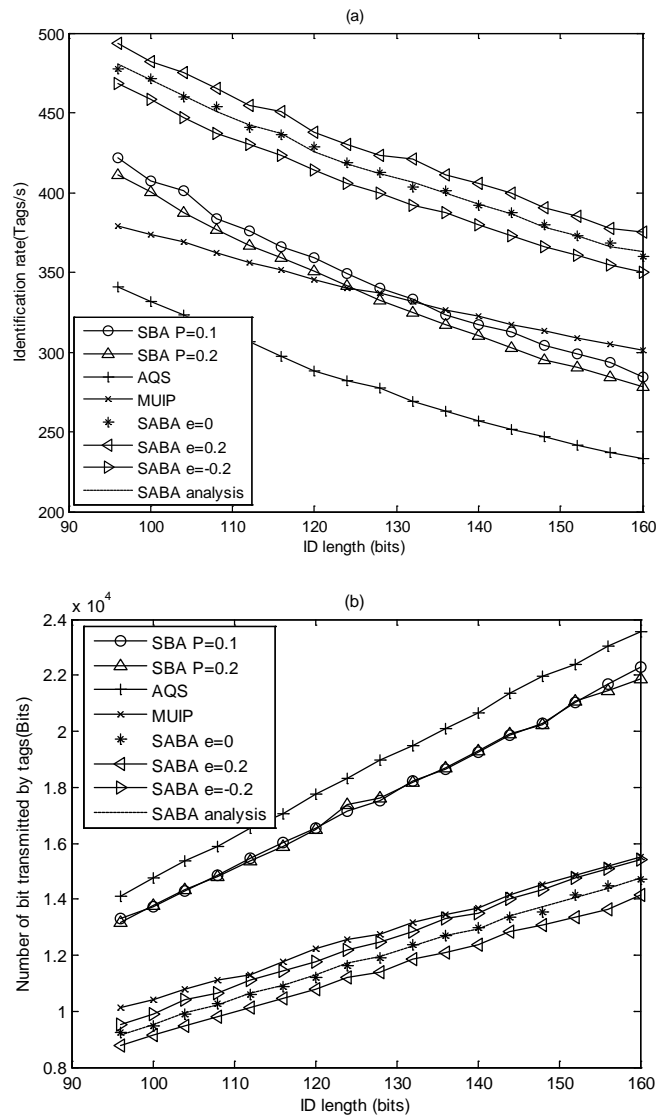 (a)
500
450
400
350
300
250
200
Identification rate(Tags/s)
SBA P=0.1
SBA P=0.2
AQS
MUIP
SABA e=0
SABA e=0.2
SABA e=-0.2
SABA analysis
90 100 110 120 130 140 150 160
ID length (bits)
(b)
x 10^4
2.4
2.2
2
1.8
1.6
1.4
1.2
1
0.8
Number of bit transmitted by tags(Bits)
SBA P=0.1
SBA P=0.2
AQS
MUIP
SABA e=0
SABA e=0.2
SABA e=-0.2
SABA analysis
90 100 110 120 130 140 150 160
ID length (bits)